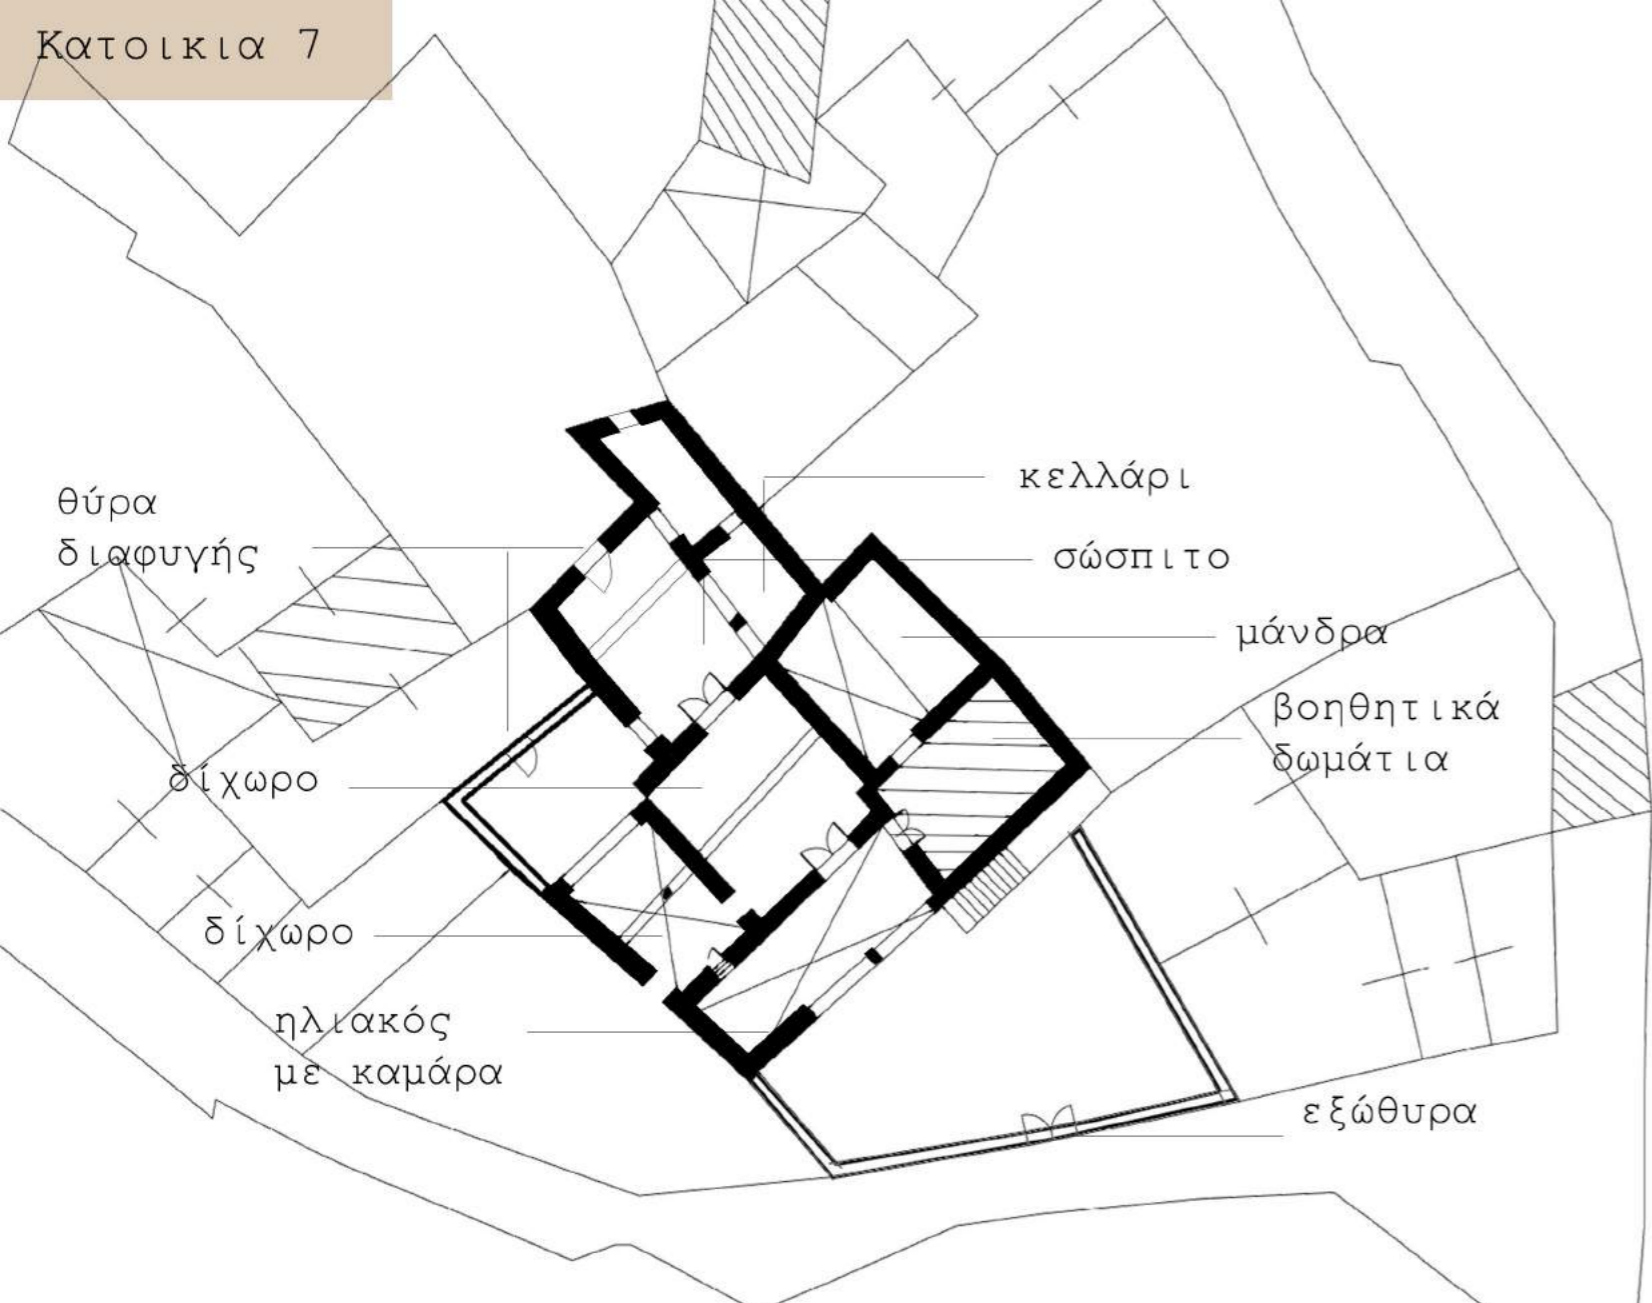 Κατοικια 7
κελλάρι
θύρα
διαφυγής
σώσπιτο
μάνδρα
βοηθητικά
δωμάτια
δίχωρο
δίχωρο
ηλιακός
με καμάρα
εξώθυρα